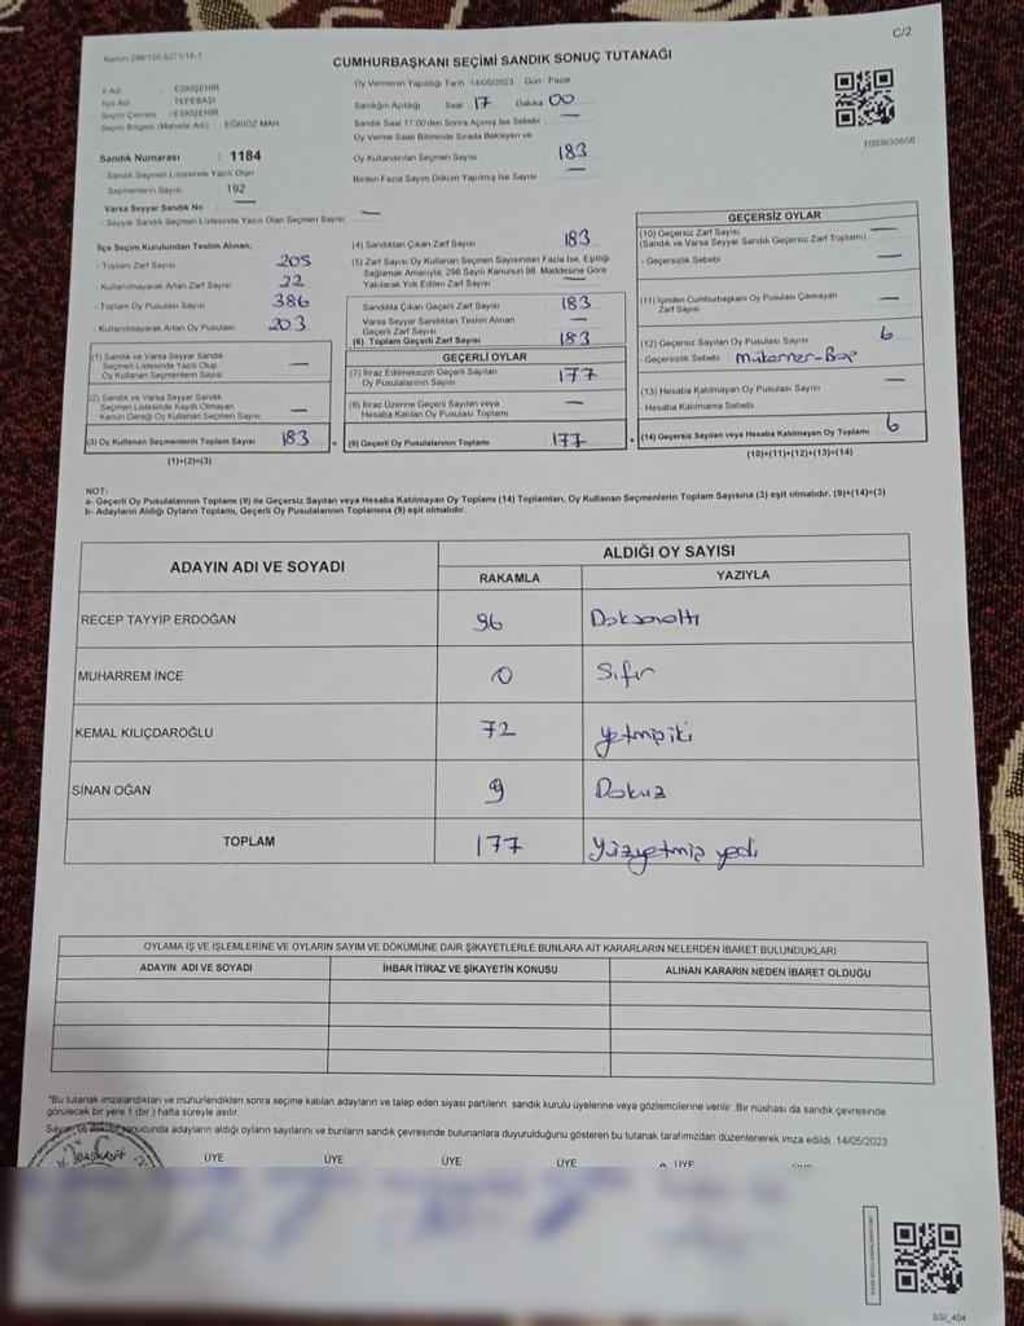 C/2
CUMHURBAŞKANI SEÇİMİ SANDIK SONUÇ TUTANAĞI
İl Adı : ESKİŞEHİR
İlçe Adı : TEPEBAŞI
Seçim Çevresi : ESKİŞEHİR
Seçim Bölgesi (Mahalle Adı) : EĞRİÖZ MAH.
Sandık Numarası : 1184
Sandık Seçmen Listesinde Yazılı Olan
Seçmenlerin Sayısı : 192
Varsa Seyyar Sandık No —
- Seyyar Sandık Seçmen Listesinde Yazılı Olan Seçmen Sayısı —
Oy Vermenin Yapıldığı Tarih : 14/05/2023 Gün : Pazar
Sandığın Açıldığı Saat 17 Dakika 00
Sandık Saat 17:00'den Sonra Açılmış İse Sebebi —
Oy Verme Saati Bitiminde Sırada Bekleyen ve
Oy Kullandırılan Seçmen Sayısı 183
Birden Fazla Sayım Döküm Yapılmış İse Sayısı —
İlçe Seçim Kurulundan Teslim Alınan;
- Toplam Zarf Sayısı 205
- Kullanılmayarak Artan Zarf Sayısı 22
- Toplam Oy Pusulası Sayısı 386
- Kullanılmayarak Artan Oy Pusulası 203
(1) Sandık ve Varsa Seyyar Sandık
Seçmen Listesinde Yazılı Olup
Oy Kullanan Seçmenlerin Sayısı —
(2) Sandık ve Varsa Seyyar Sandık
Seçmen Listesinde Kayıtlı Olmayan
Kanun Gereği Oy Kullanan Seçmen Sayısı —
(3) Oy Kullanan Seçmenlerin Toplam Sayısı 183
(1)+(2)=(3)
(4) Sandıktan Çıkan Zarf Sayısı 183
(5) Zarf Sayısı Oy Kullanan Seçmen Sayısından Fazla İse, Eşitliği
Sağlamak Amacıyla, 298 Sayılı Kanunun 98. Maddesine Göre
Yakılarak Yok Edilen Zarf Sayısı —
Sandıkta Çıkan Geçerli Zarf Sayısı 183
Varsa Seyyar Sandıktan Teslim Alınan
Geçerli Zarf Sayısı —
(6) Toplam Geçerli Zarf Sayısı 183
GEÇERLİ OYLAR
(7) İtiraz Edilmeksizin Geçerli Sayılan
Oy Pusulalarının Sayısı 177
(8) İtiraz Üzerine Geçerli Sayılan veya
Hesaba Katılan Oy Pusulası Toplamı —
(9) Geçerli Oy Pusulalarının Toplamı 177
GEÇERSİZ OYLAR
(10) Geçersiz Zarf Sayısı
(Sandık ve Varsa Seyyar Sandık Geçersiz Zarf Toplamı) —
- Geçersizlik Sebebi —
(11) İçinden Cumhurbaşkanı Oy Pusulası Çıkmayan
Zarf Sayısı —
(12) Geçersiz Sayılan Oy Pusulası Sayısı 6
- Geçersizlik Sebebi
(13) Hesaba Katılmayan Oy Pusulası Sayısı —
Hesaba Katılmama Sebebi
(14) Geçersiz Sayılan veya Hesaba Katılmayan Oy Toplamı 6
(10)+(11)+(12)+(13)=(14)
NOT:
a- Geçerli Oy Pusulalarının Toplamı (9) ile Geçersiz Sayılan veya Hesaba Katılmayan Oy Toplamı (14) Toplamları, Oy Kullanan Seçmenlerin Toplam Sayısına (3) eşit olmalıdır. (9)+(14)=(3)
b- Adayların Aldığı Oyların Toplamı, Geçerli Oy Pusulalarının Toplamına (9) eşit olmalıdır.
ADAYIN ADI VE SOYADI
ALDIĞI OY SAYISI
RAKAMLA YAZIYLA
RECEP TAYYİP ERDOĞAN 96 Doksanaltı
MUHARREM İNCE 0 Sıfır
KEMAL KILIÇDAROĞLU 72 yetmişiki
SİNAN OĞAN 9 Dokuz
TOPLAM 177 yüzyetmiş yedi
OYLAMA İŞ VE İŞLEMLERİNE VE OYLARIN SAYIM VE DÖKÜMÜNE DAİR ŞİKAYETLERLE BUNLARA AİT KARARLARIN NELERDEN İBARET BULUNDUKLARI
ADAYIN ADI VE SOYADI İHBAR İTİRAZ VE ŞİKAYETİN KONUSU ALINAN KARARIN NEDEN İBARET OLDUĞU
"Bu tutanak imzalandıktan ve mühürlendikten sonra seçime katılan adayların ve talep eden siyasi partilerin sandık kurulu üyelerine veya gözlemcilerine verilir. Bir nüshası da sandık çevresinde
görülecek bir yere 1 (bir ) hafta süreyle asılır.
adayların aldığı oyların sayılarını ve bunların sandık çevresinde bulunanlara duyurulduğunu gösteren bu tutanak tarafımızdan düzenlenerek imza edildi. 14/05/2023
ÜYE ÜYE ÜYE ÜYE ÜYE